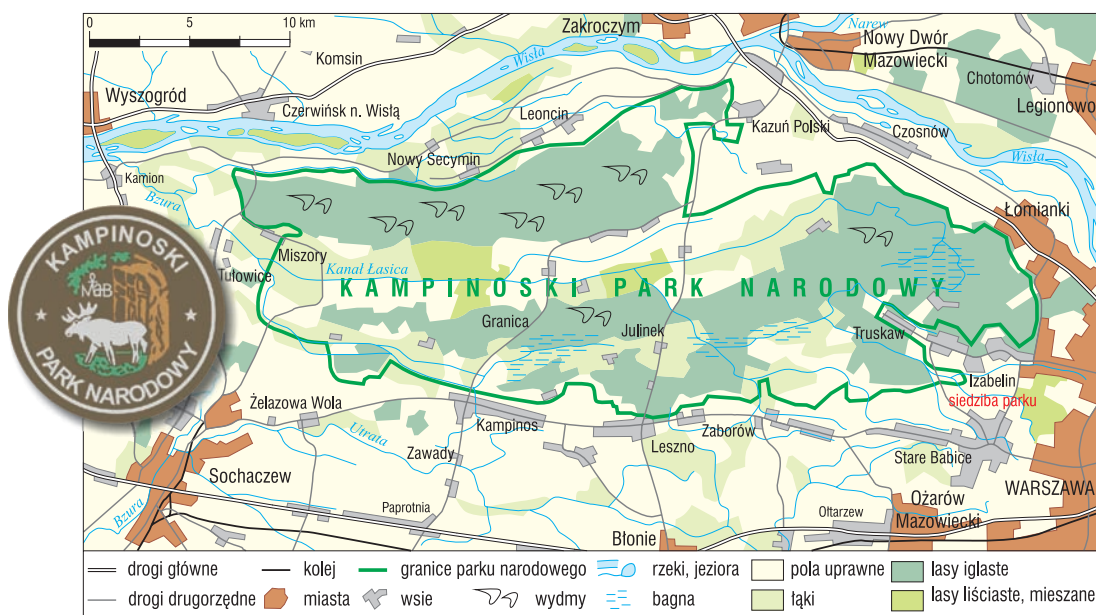 0 5 10 km
Zakroczym
Narew
Nowy Dwór
Mazowiecki
Komsin
Wisła
Chotomów
Wyszogród
Legionowo
Czerwińsk n. Wisłą
Leoncin
Kazuń Polski
Czosnów
Nowy Secymin
Wisła
Kamion
Bzura
Łomianki
KAMPINOSKI
MaB
PARK NARODOWY
Miszory
Tułowice
Kanał Łasica
KAMPINOSKI PARK NARODOWY
Granica
Julinek
Truskaw
Izabelin
siedziba parku
Żelazowa Wola
Kampinos
Utrata
Zaborów
Leszno
Zawady
Stare Babice
Sochaczew
WARSZAWA
Ożarów
Mazowiecki
Paprotnia
Ołtarzew
Bzura
Błonie
drogi główne kolej granice parku narodowego rzeki, jeziora pola uprawne lasy iglaste
drogi drugorzędne miasta wsie wydmy bagna łąki lasy liściaste, mieszane